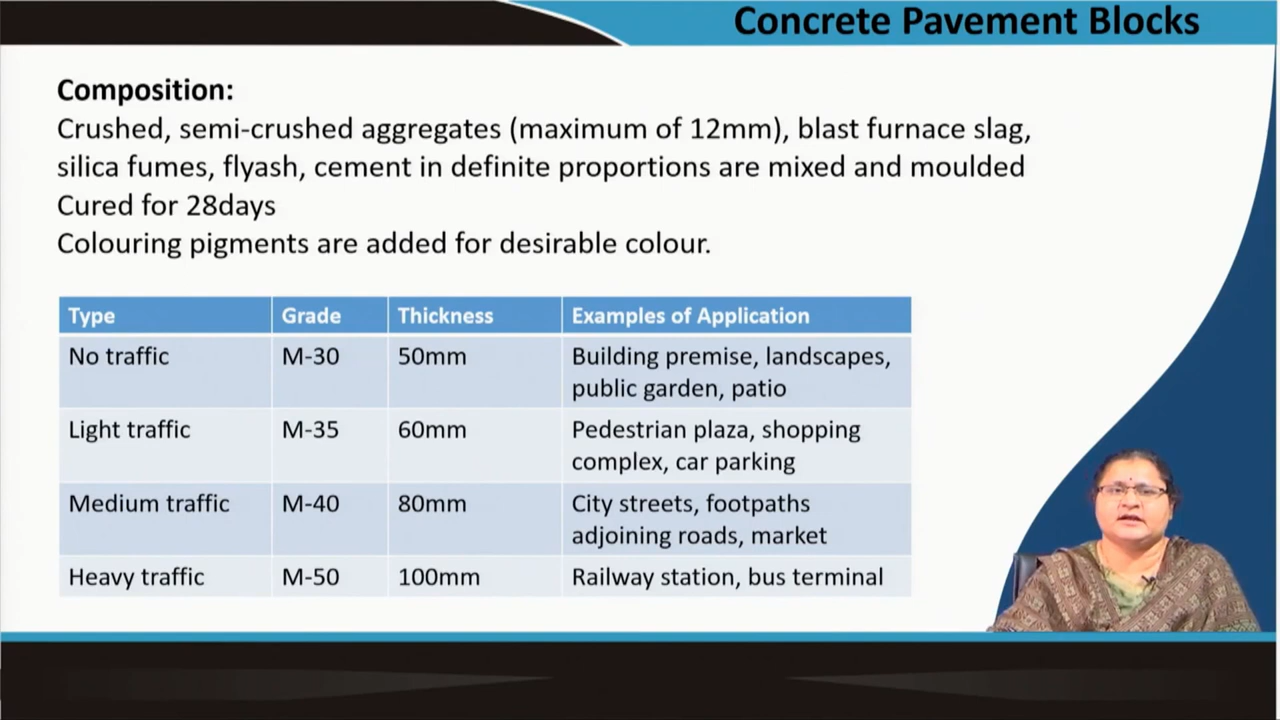 Concrete Pavement Blocks
Composition:
Crushed, semi-crushed aggregates (maximum of 12mm), blast furnace slag,
silica fumes, flyash, cement in definite proportions are mixed and moulded
Cured for 28days
Colouring pigments are added for desirable colour.
Type Grade Thickness Examples of Application
No traffic M-30 50mm Building premise, landscapes,
public garden, patio
Light traffic M-35 60mm Pedestrian plaza, shopping
complex, car parking
Medium traffic M-40 80mm City streets, footpaths
adjoining roads, market
Heavy traffic M-50 100mm Railway station, bus terminal